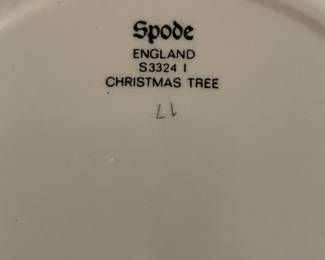 Spode
ENGLAND
S3324 I
CHRISTMAS TREE